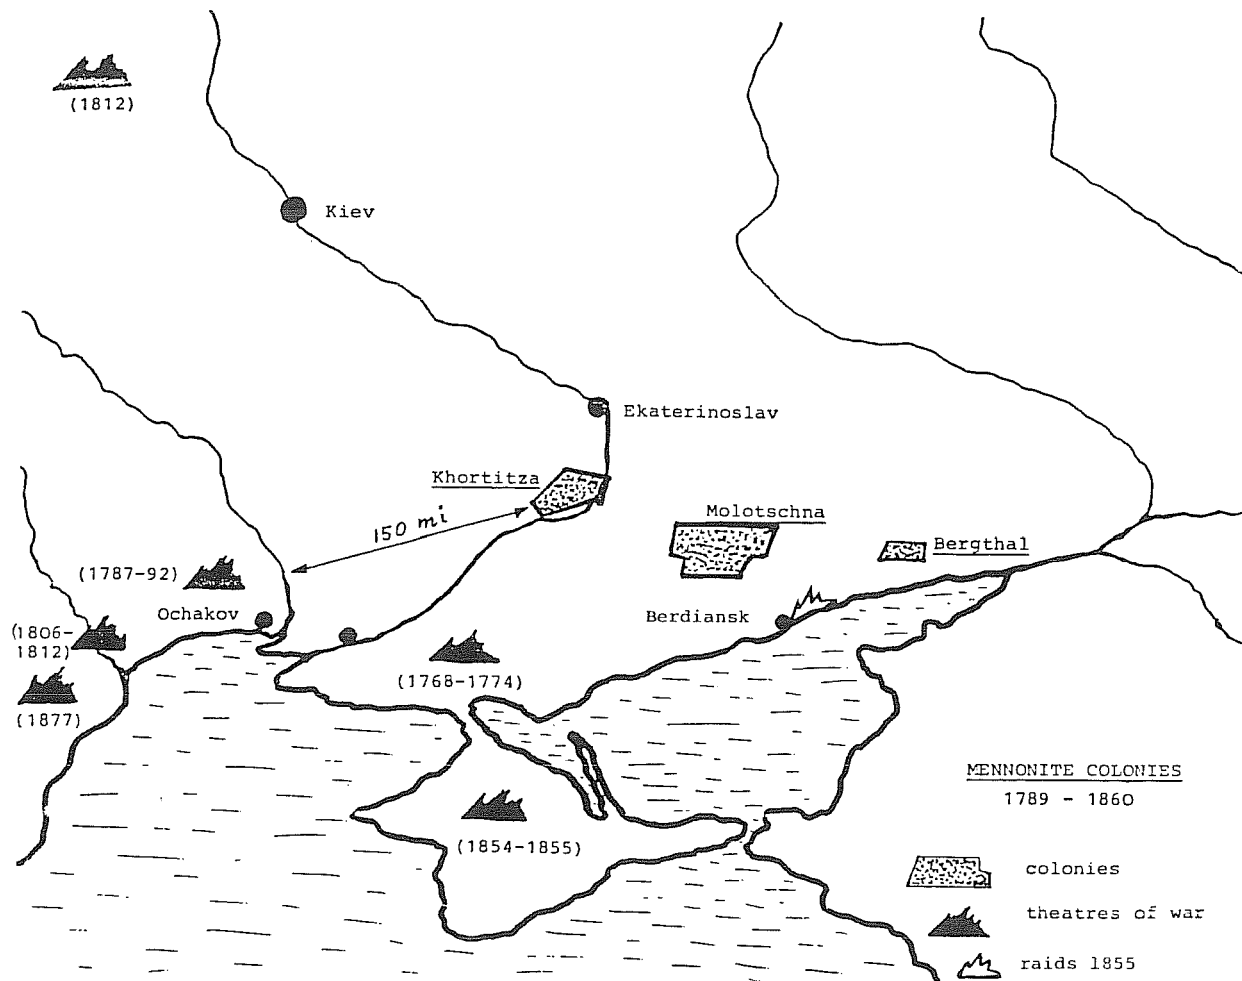 (1812)
Kiev
Ekaterinoslav
Khortitza
150 mi
Molotschna
Bergthal
(1787-92)
Ochakov
Berdiansk
(1806-
1812)
(1768-1774)
(1877)
(1854-1855)
MENNONITE COLONIES
1789 - 1860
colonies
theatres of war
raids 1855